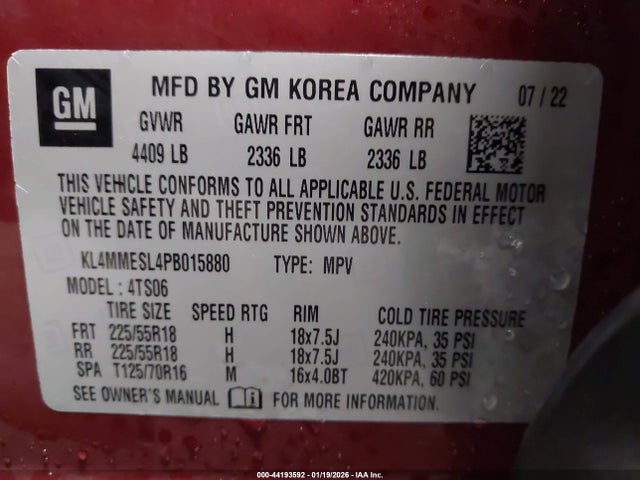 GM
MFD BY GM KOREA COMPANY 07 / 22
GVWR GAWR FRT GAWR RR
4409 LB 2336 LB 2336 LB
THIS VEHICLE CONFORMS TO ALL APPLICABLE U.S. FEDERAL MOTOR
VEHICLE SAFETY AND THEFT PREVENTION STANDARDS IN EFFECT
ON THE DATE OF MANUFACTURE SHOWN ABOVE.
KL4MMESL4PB015880 TYPE: MPV
MODEL : 4TS06
TIRE SIZE SPEED RTG RIM COLD TIRE PRESSURE
FRT 225/55R18 H 18x7.5J 240KPA, 35 PSI
RR 225/55R18 H 18x7.5J 240KPA, 35 PSI
SPA T125/70R16 M 16x4.0BT 420KPA, 60 PSI
SEE OWNER'S MANUAL FOR MORE INFORMATION.
000-44193592 - 01/19/2026 - IAA Inc.